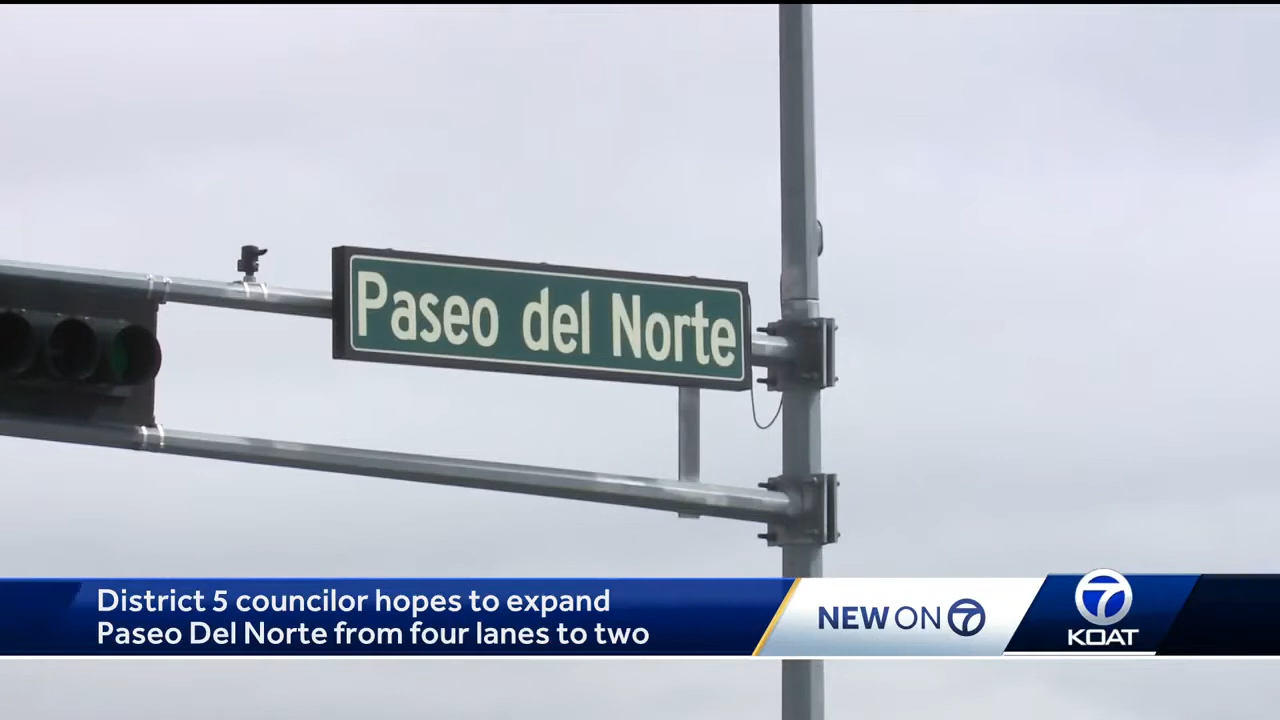 Paseo del Norte
District 5 councilor hopes to expand
Paseo Del Norte from four lanes to two
NEW ON 7
7
KOAT